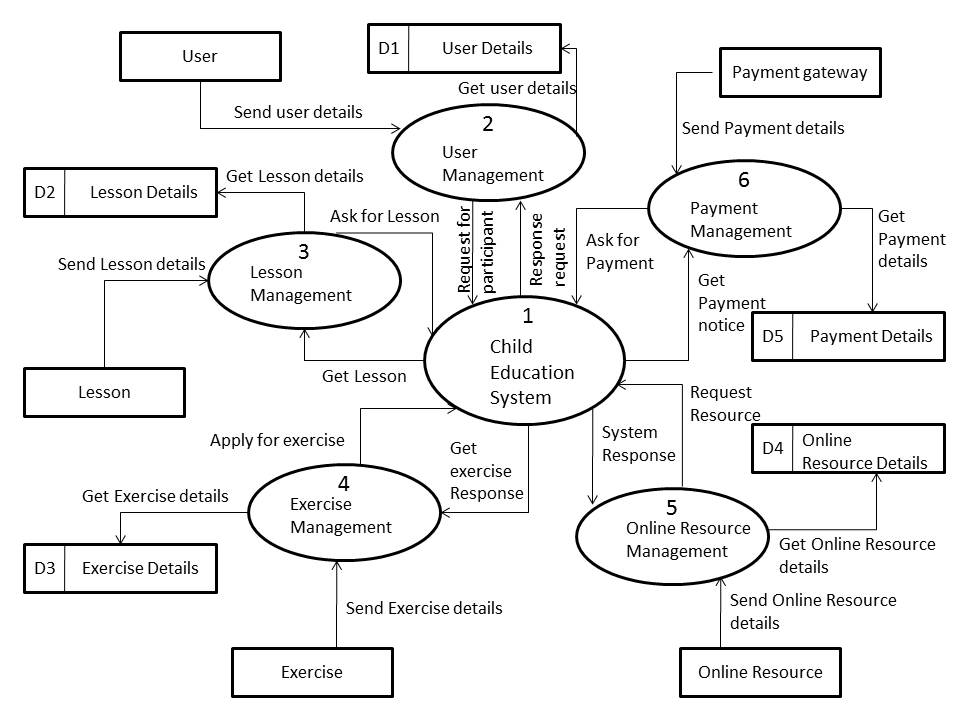 User
D1 User Details
Payment gateway
Get user details
Send user details
2
User
Management
Send Payment details
D2 Lesson Details
Get Lesson details
6
Payment
Management
Ask for Lesson
Request for
participant
Response
request
Ask for
Payment
Get
Payment
details
Send Lesson details
3
Lesson
Management
Get
Payment
notice
1
Child
Education
System
D5 Payment Details
Lesson
Get Lesson
Request
Resource
Apply for exercise
Get
exercise
Response
System
Response
D4 Online
Resource Details
4
Exercise
Management
Get Exercise details
5
Online Resource
Management
Get Online Resource
details
D3 Exercise Details
Send Exercise details
Send Online Resource
details
Exercise
Online Resource